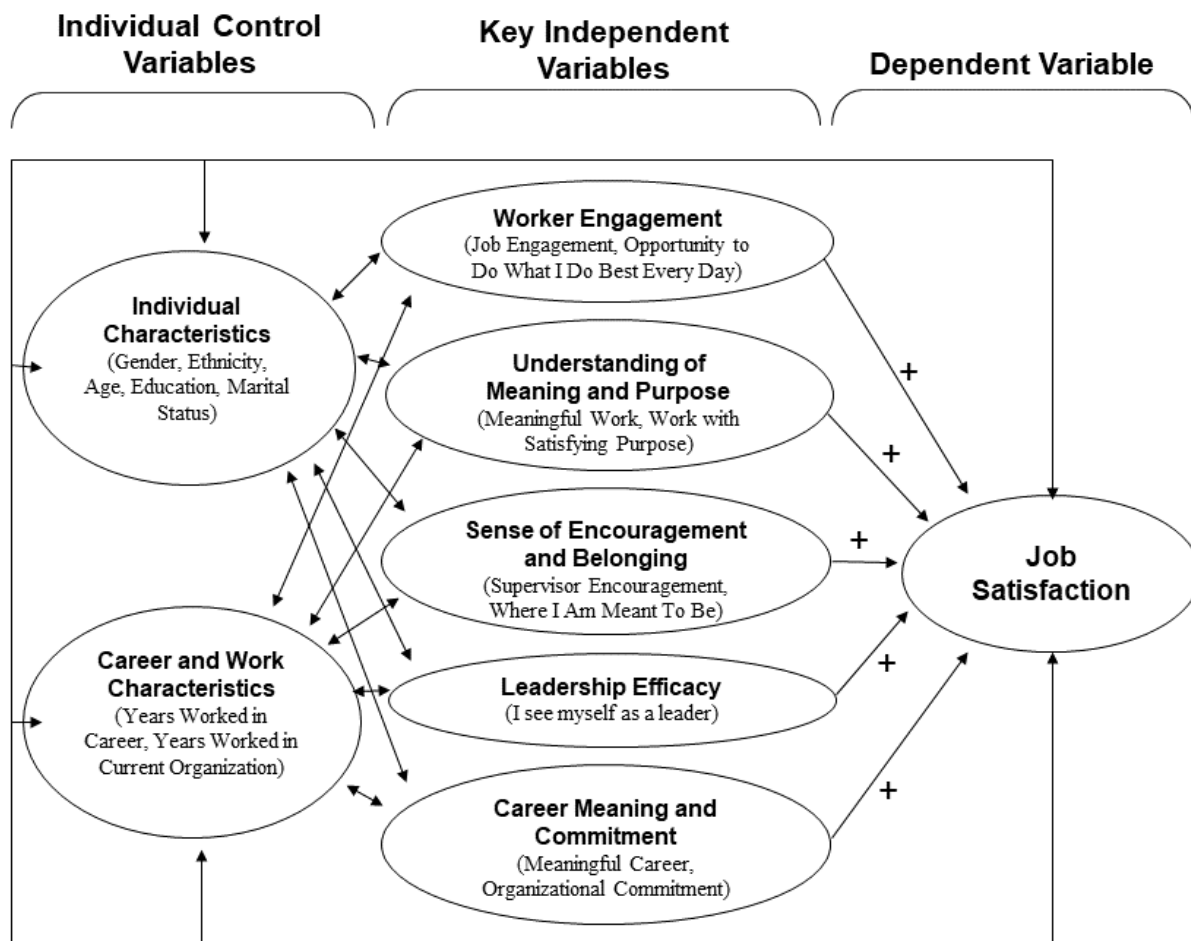 Individual Control
Variables
Key Independent
Variables
Dependent Variable
Individual
Characteristics
(Gender, Ethnicity,
Age, Education, Marital
Status)
Career and Work
Characteristics
(Years Worked in
Career, Years Worked in
Current Organization)
Worker Engagement
(Job Engagement, Opportunity to
Do What I Do Best Every Day)
Understanding of
Meaning and Purpose
(Meaningful Work, Work with
Satisfying Purpose)
Sense of Encouragement
and Belonging
(Supervisor Encouragement,
Where I Am Meant To Be)
Leadership Efficacy
(I see myself as a leader)
Career Meaning and
Commitment
(Meaningful Career,
Organizational Commitment)
+
+
+
+
+
Job
Satisfaction